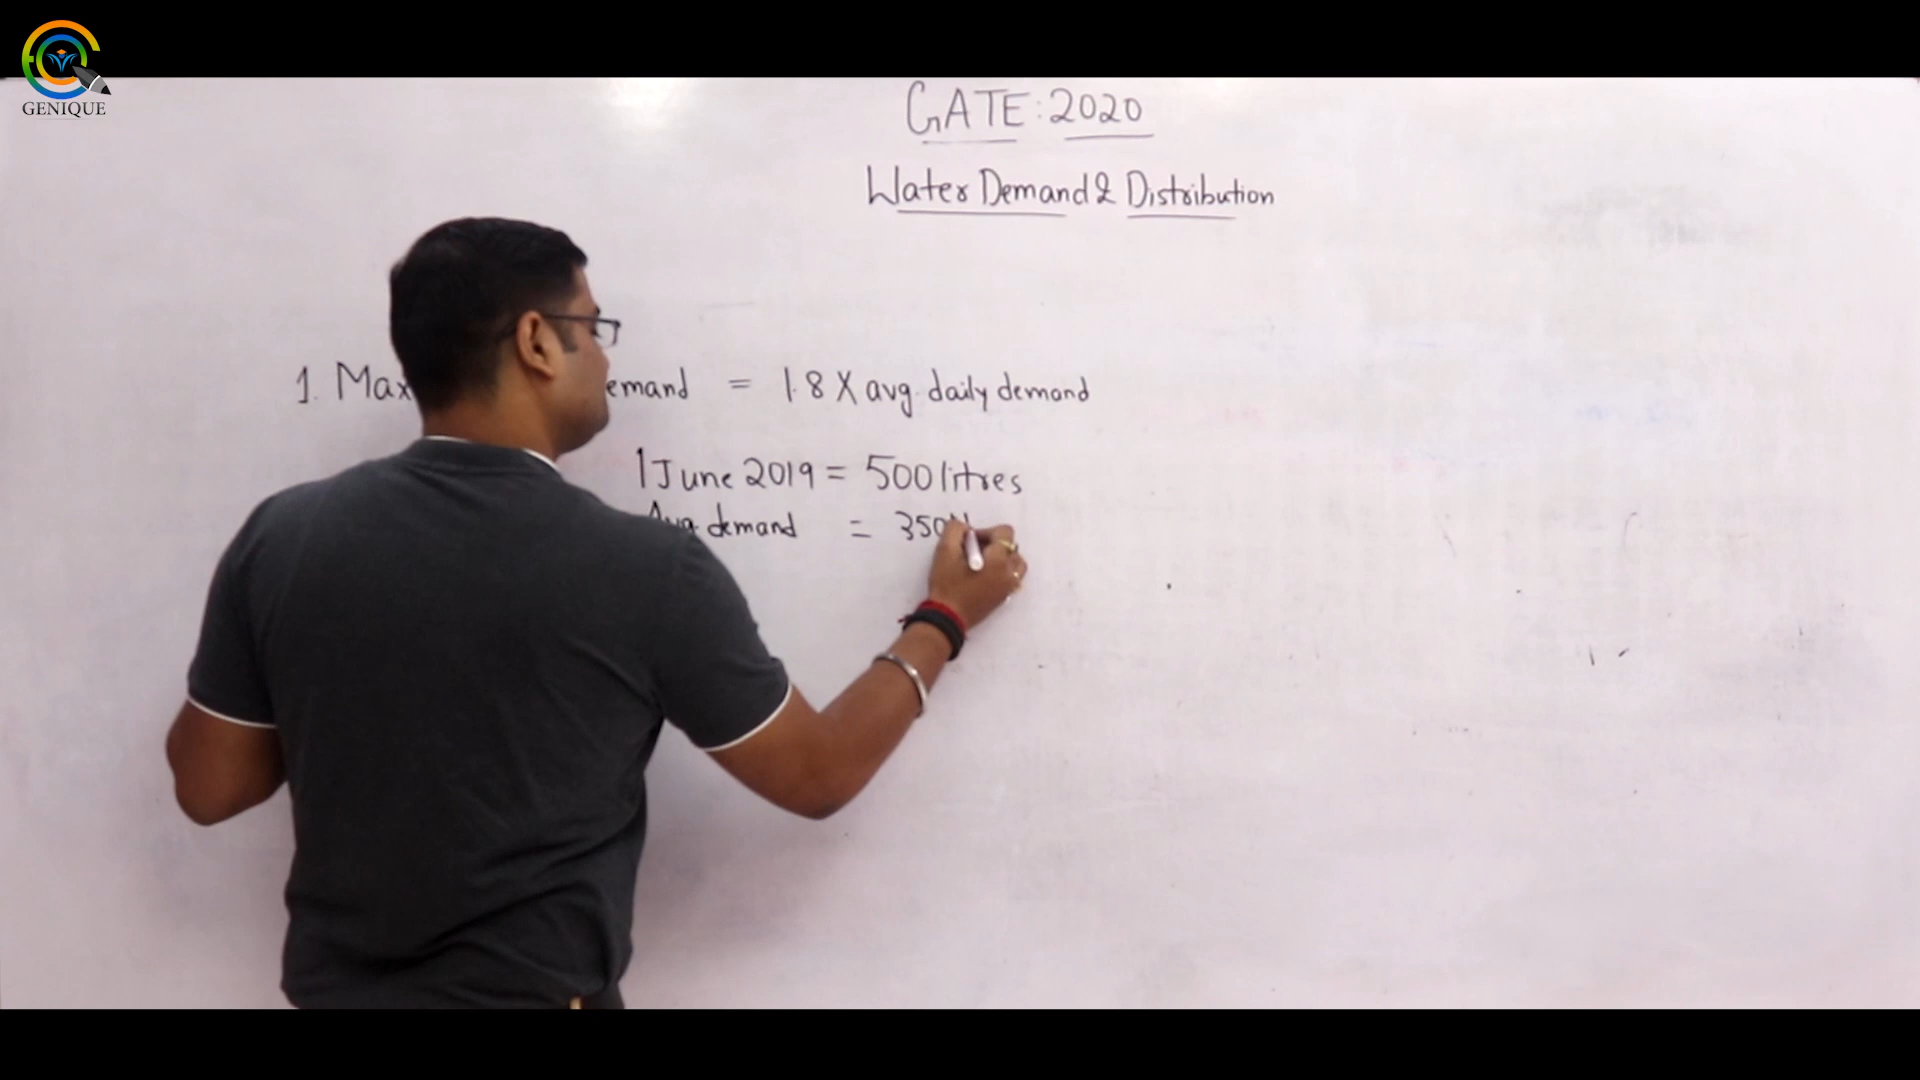 GENIQUE
GATE: 2020
Water Demand & Distribution
1. Max emand = 1.8 X avg. daily demand
1 June 2019 = 500 litres
Avg. demand = 350